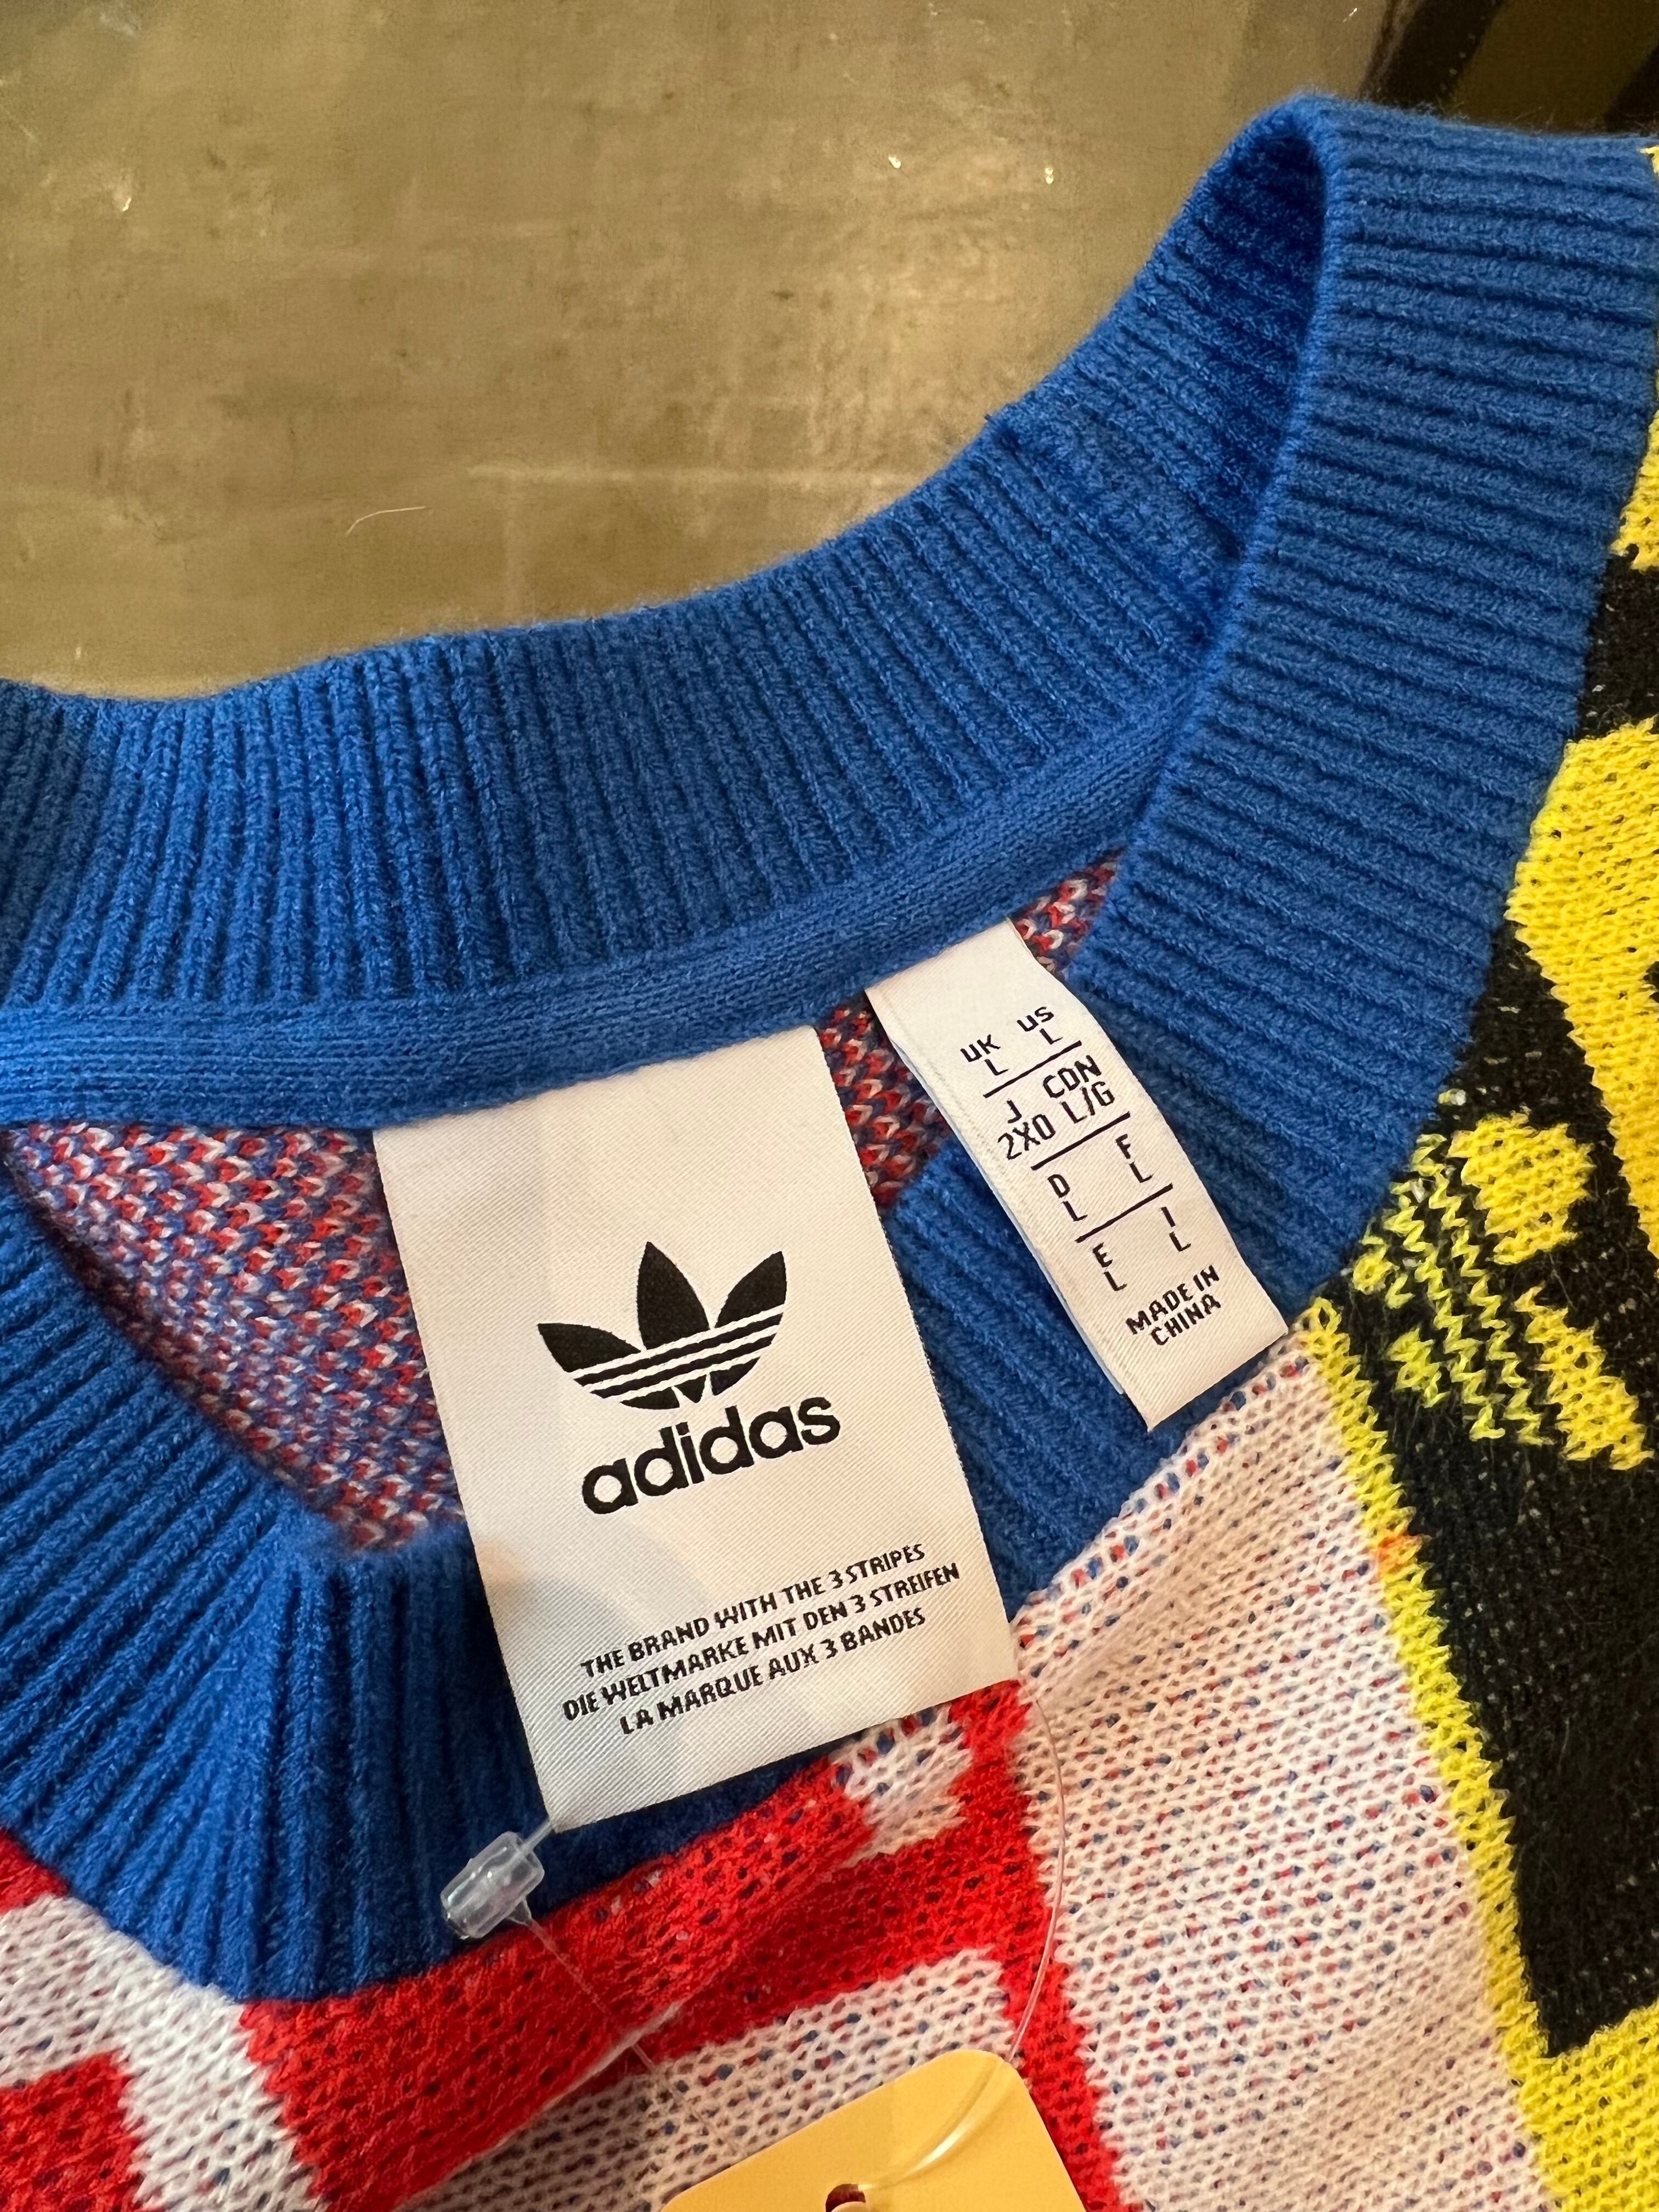 adidas
THE BRAND WITH THE 3 STRIPES
DIE WELTMARKE MIT DEN 3 STREIFEN
LA MARQUE AUX 3 BANDES
UK US
L L
J CDN
2XO L/G
D F
L L
E I
L L
MADE IN
CHINA